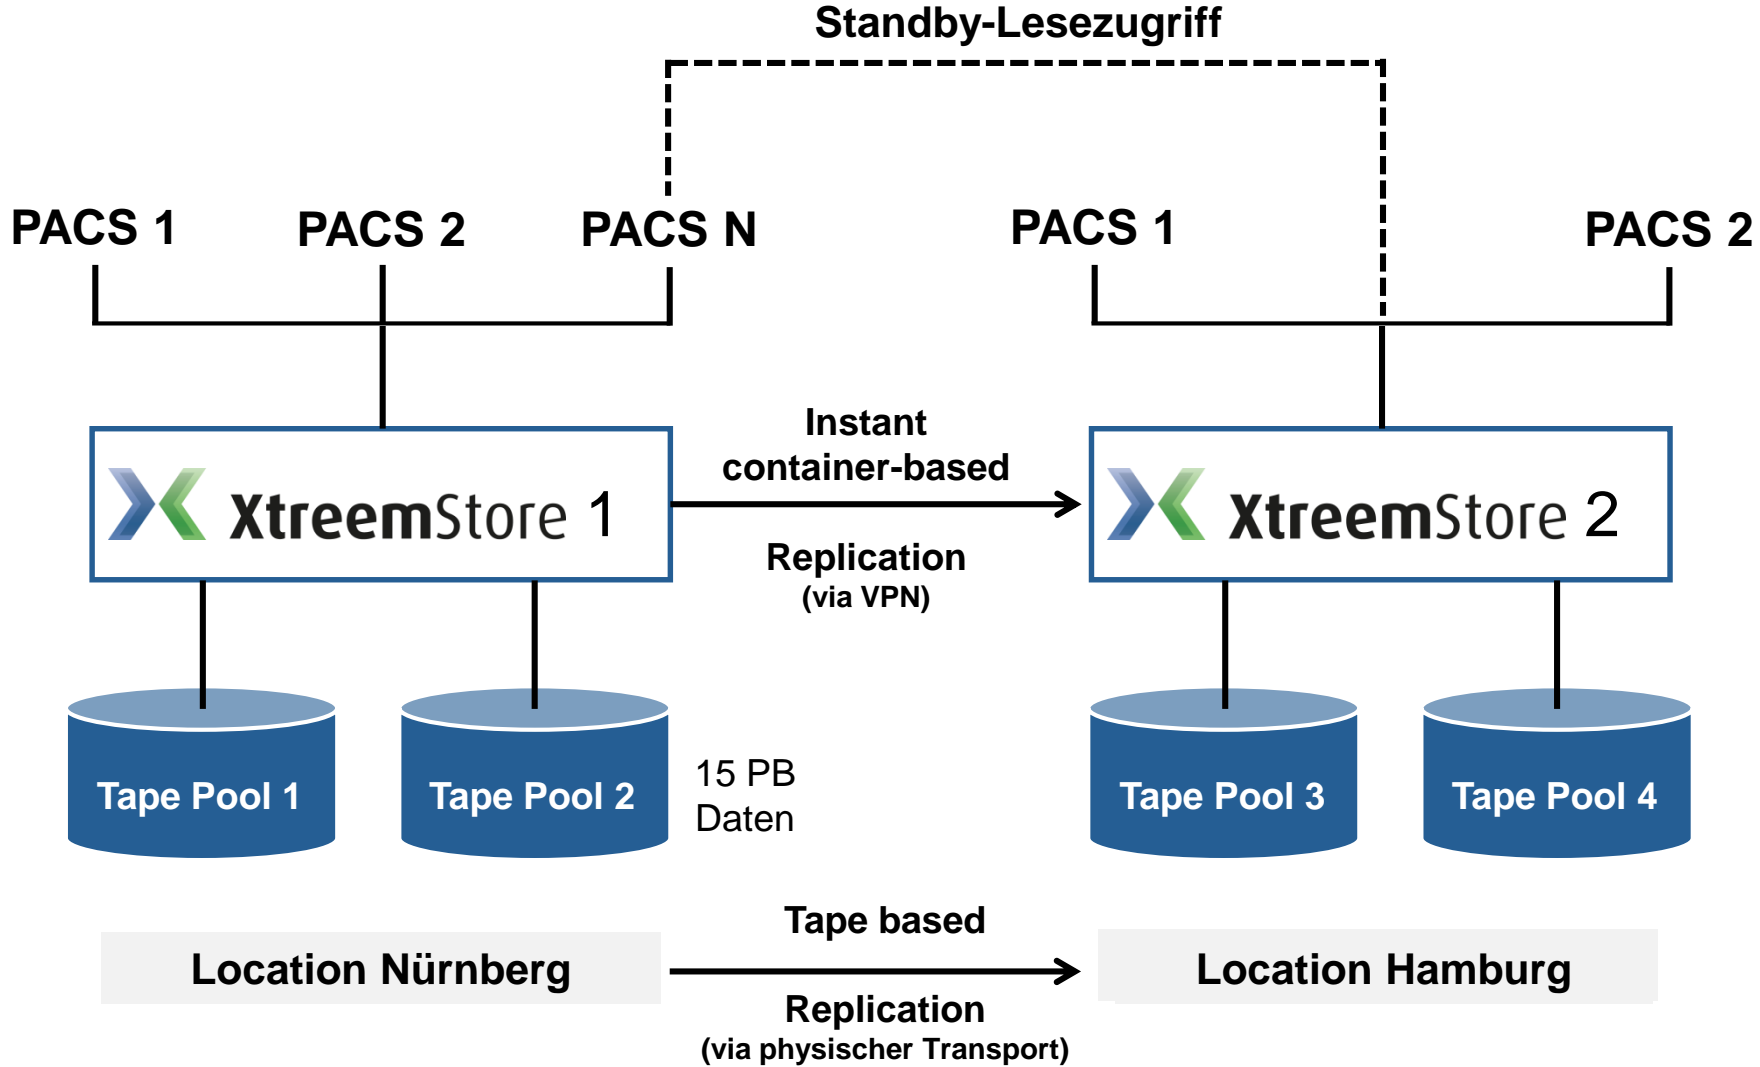 Standby-Lesezugriff
PACS 1
PACS 2
PACS N
PACS 1
PACS 2
Instant
container-based
XtreemStore 1
XtreemStore 2
Replication
(via VPN)
Tape Pool 1
Tape Pool 2
15 PB
Daten
Tape Pool 3
Tape Pool 4
Tape based
Location Nürnberg
Location Hamburg
Replication
(via physischer Transport)